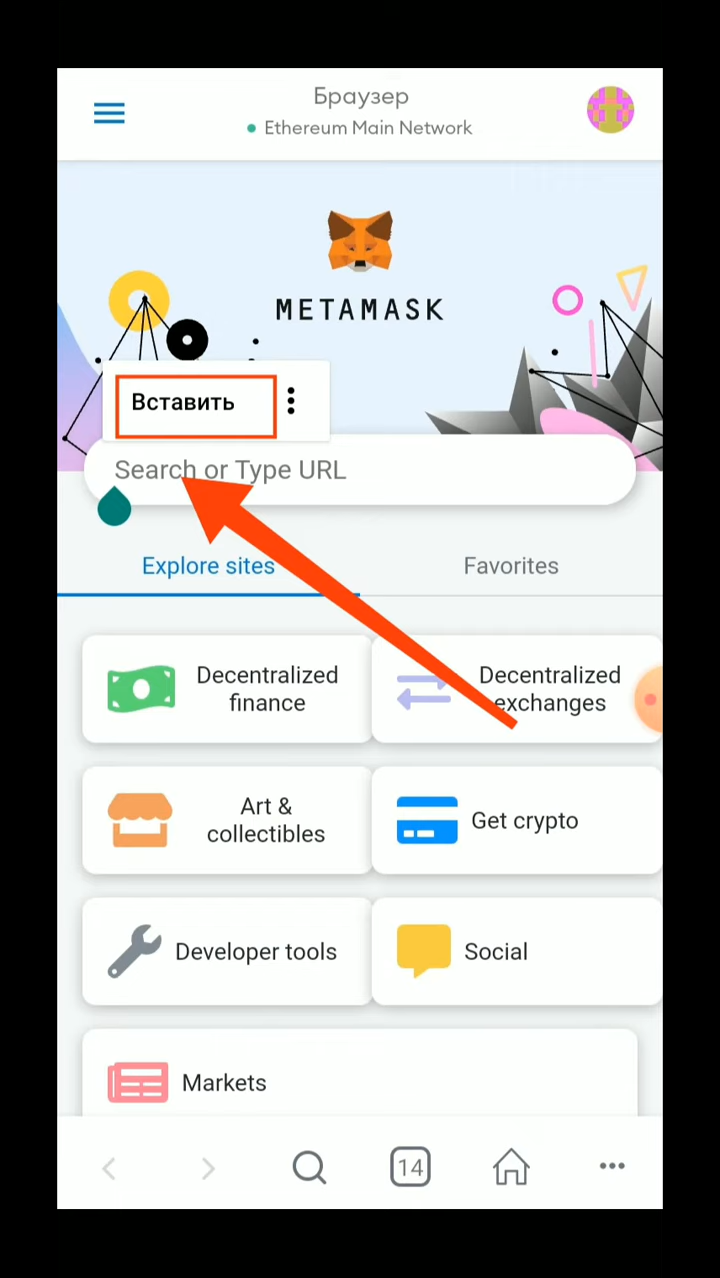 Браузер
Ethereum Main Network
METAMASK
Вставить
Search or Type URL
Explore sites
Favorites
Decentralized
finance
Decentralized
exchanges
Art &
collectibles
Get crypto
Developer tools
Social
Markets
14